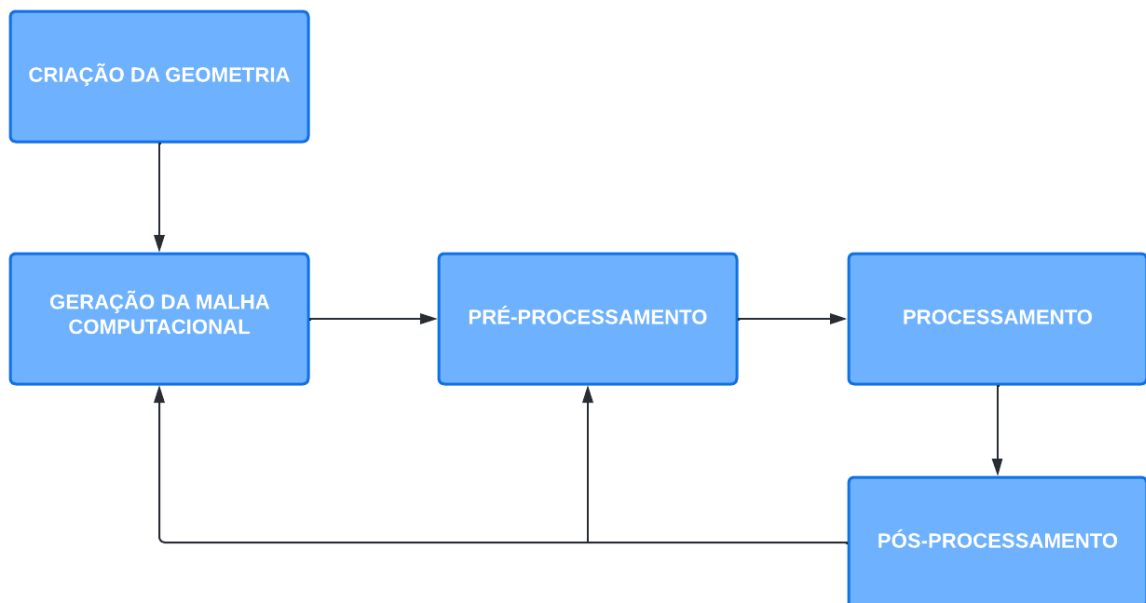 CRIAÇÃO DA GEOMETRIA
GERAÇÃO DA MALHA
COMPUTACIONAL
PRÉ-PROCESSAMENTO
PROCESSAMENTO
PÓS-PROCESSAMENTO